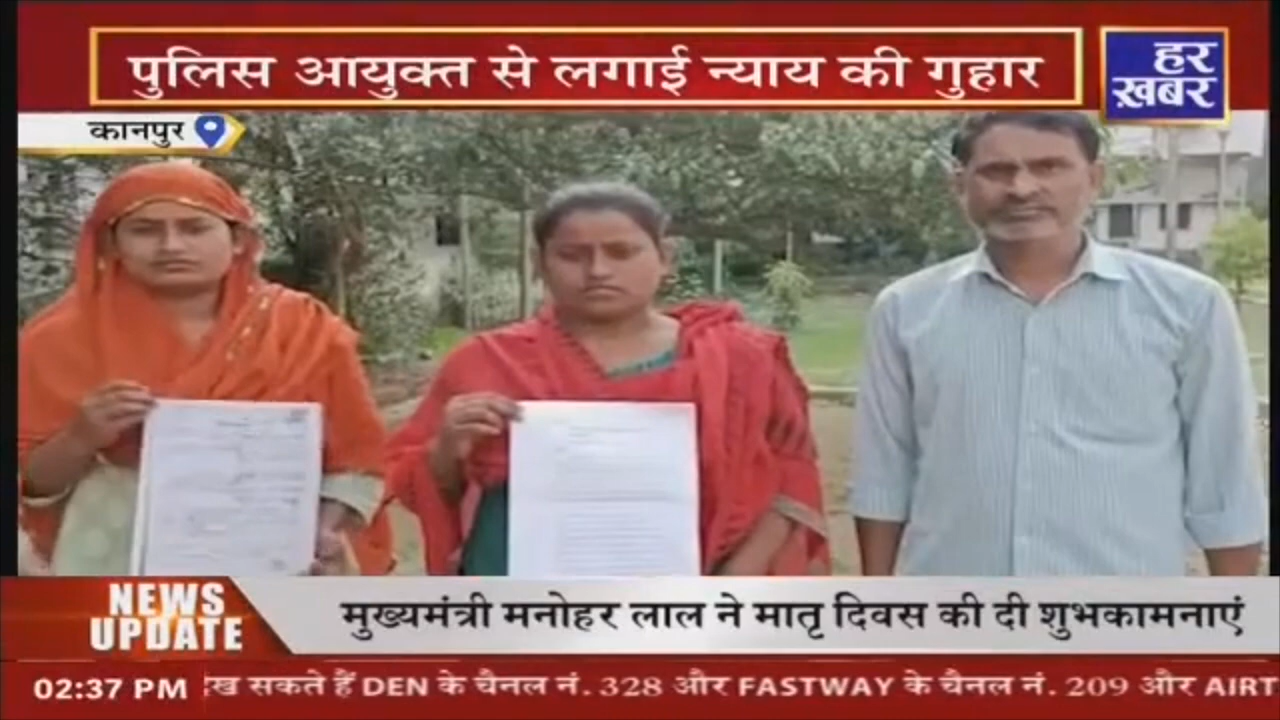 पुलिस आयुक्त से लगाई न्याय की गुहार
हर
ख़बर
कानपुर
NEWS
UPDATE
मुख्यमंत्री मनोहर लाल ने मातृ दिवस की दी शुभकामनाएं
02:37 PM
सकते हैं DEN के चैनल नं. 328 और FASTWAY के चैनल नं. 209 और AIRT